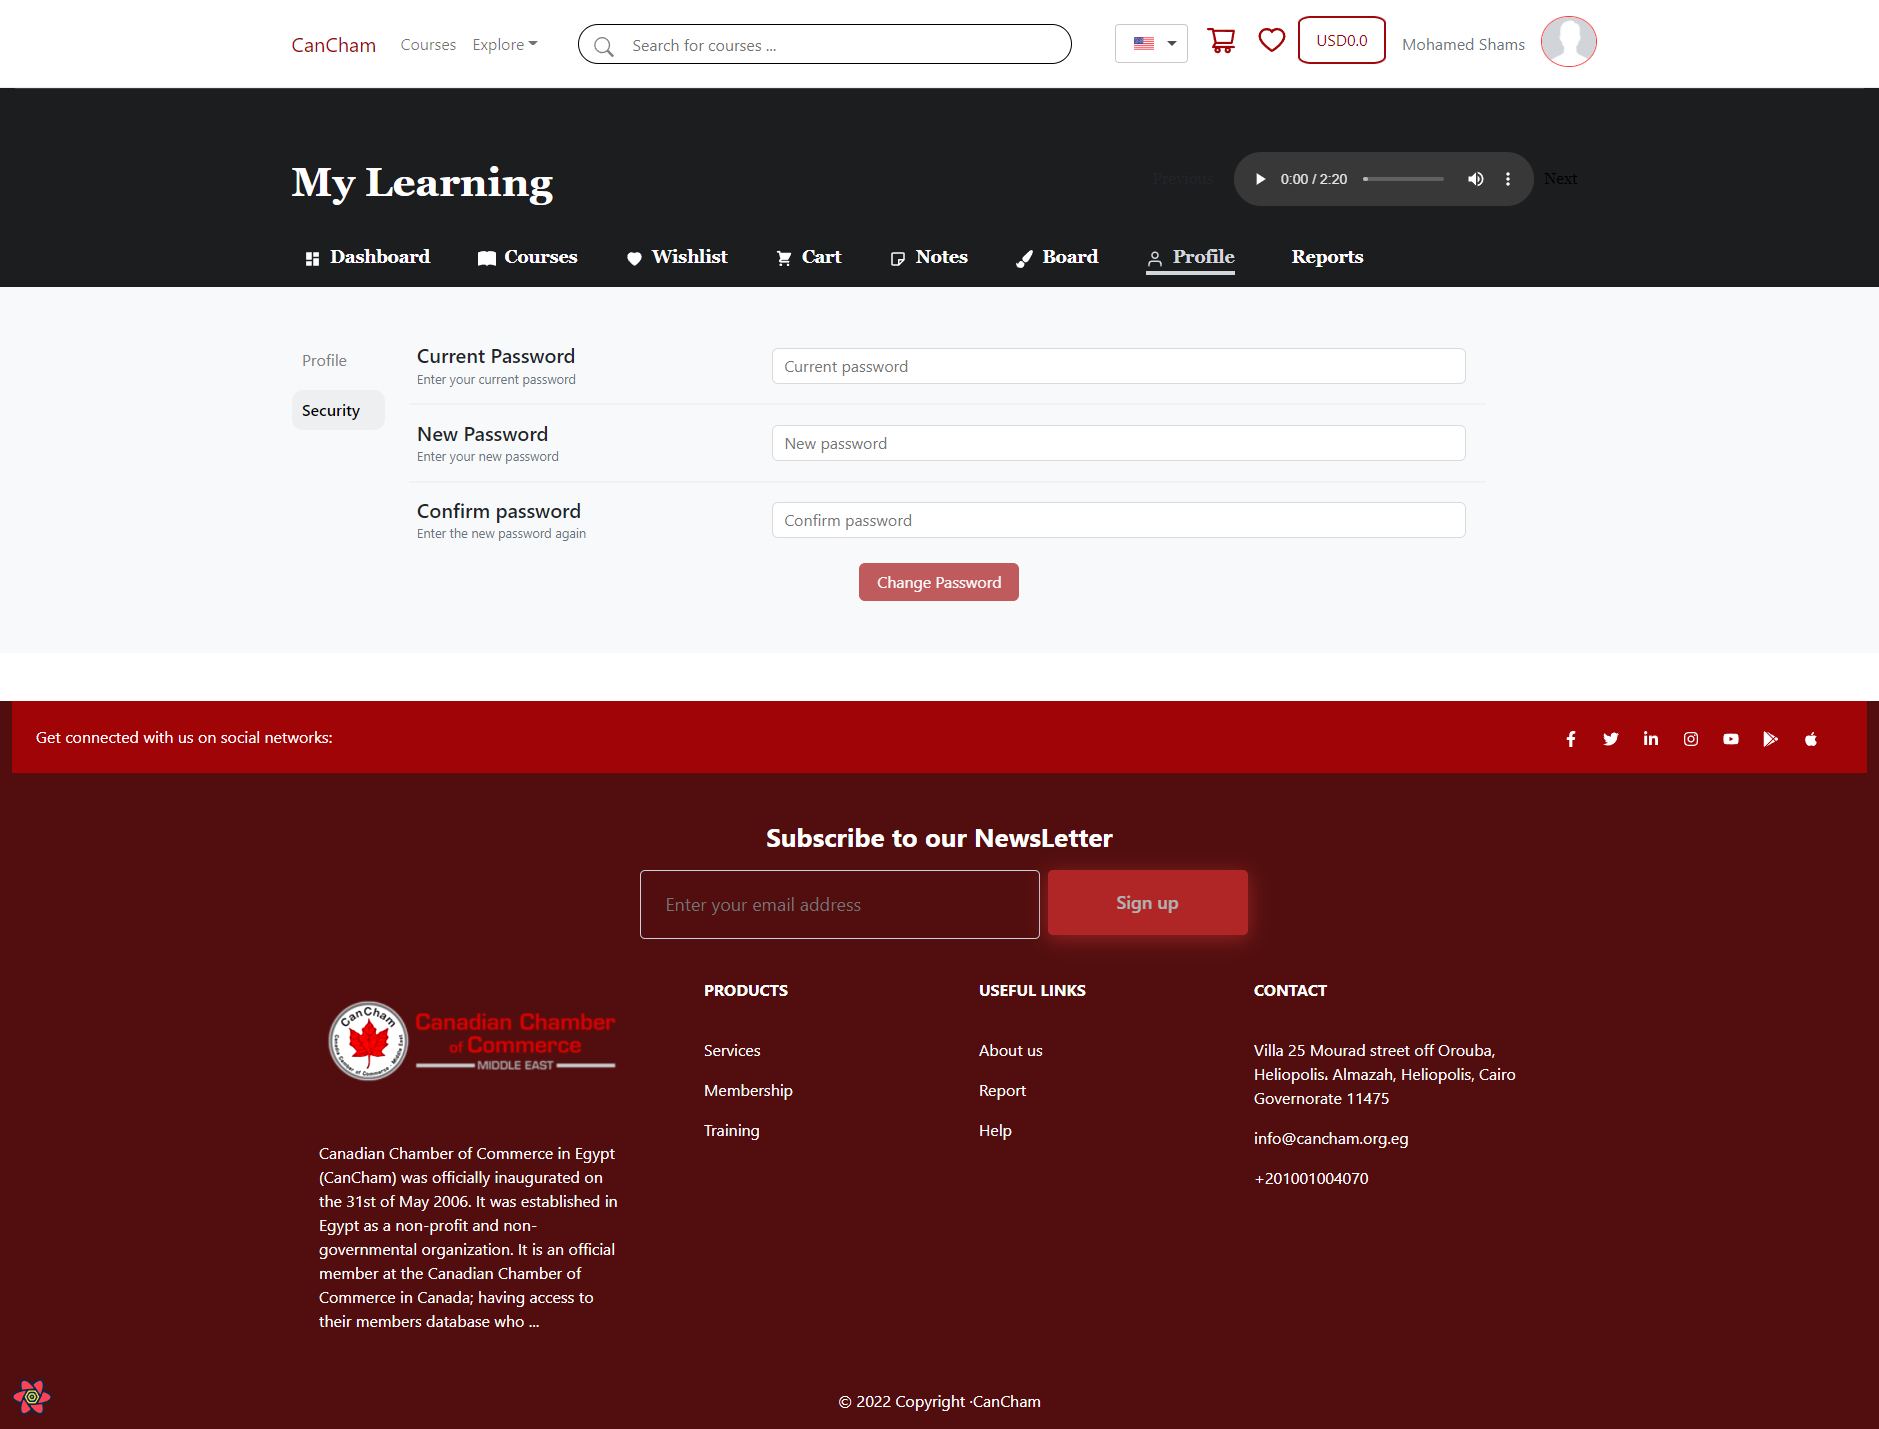 CanCham Courses Explore Search for courses ... USD0.0 Mohamed Shams
My Learning Previous 0:00 / 2:20 Next
Dashboard Courses Wishlist Cart Notes Board Profile Reports
Profile
Security
Current Password Current password
Enter your current password
New Password New password
Enter your new password
Confirm password Confirm password
Enter the new password again
Change Password
Get connected with us on social networks:
Subscribe to our NewsLetter
Enter your email address Sign up
CanCham
Canadian Chamber
of Commerce
MIDDLE EAST
Canadian Chamber of Commerce in Egypt
(CanCham) was officially inaugurated on
the 31st of May 2006. It was established in
Egypt as a non-profit and non-
governmental organization. It is an official
member at the Canadian Chamber of
Commerce in Canada; having access to
their members database who ...
PRODUCTS
Services
Membership
Training
USEFUL LINKS
About us
Report
Help
CONTACT
Villa 25 Mourad street off Orouba,
Heliopolis، Almazah, Heliopolis, Cairo
Governorate 11475
info@cancham.org.eg
+201001004070
© 2022 Copyright ·CanCham